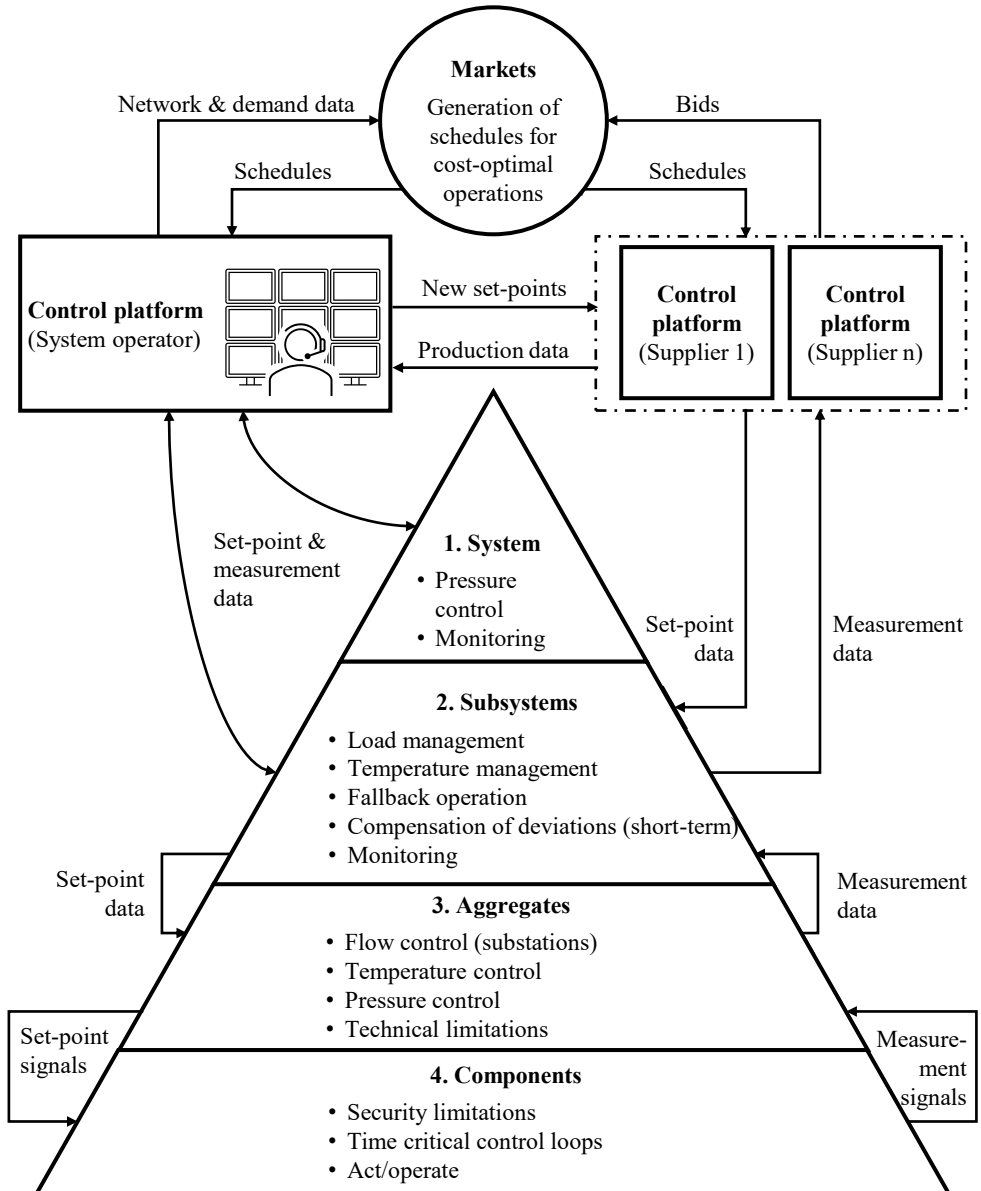 Markets
Generation of
schedules for
cost-optimal
operations
Network & demand data
Bids
Schedules
Schedules
Control platform
(System operator)
New set-points
Production data
Control
platform
(Supplier 1)
Control
platform
(Supplier n)
Set-point &
measurement
data
1. System
• Pressure
control
• Monitoring
Set-point
data
Measurement
data
2. Subsystems
• Load management
• Temperature management
• Fallback operation
• Compensation of deviations (short-term)
• Monitoring
Set-point
data
Measurement
data
3. Aggregates
• Flow control (substations)
• Temperature control
• Pressure control
• Technical limitations
Set-point
signals
Measure-
ment
signals
4. Components
• Security limitations
• Time critical control loops
• Act/operate